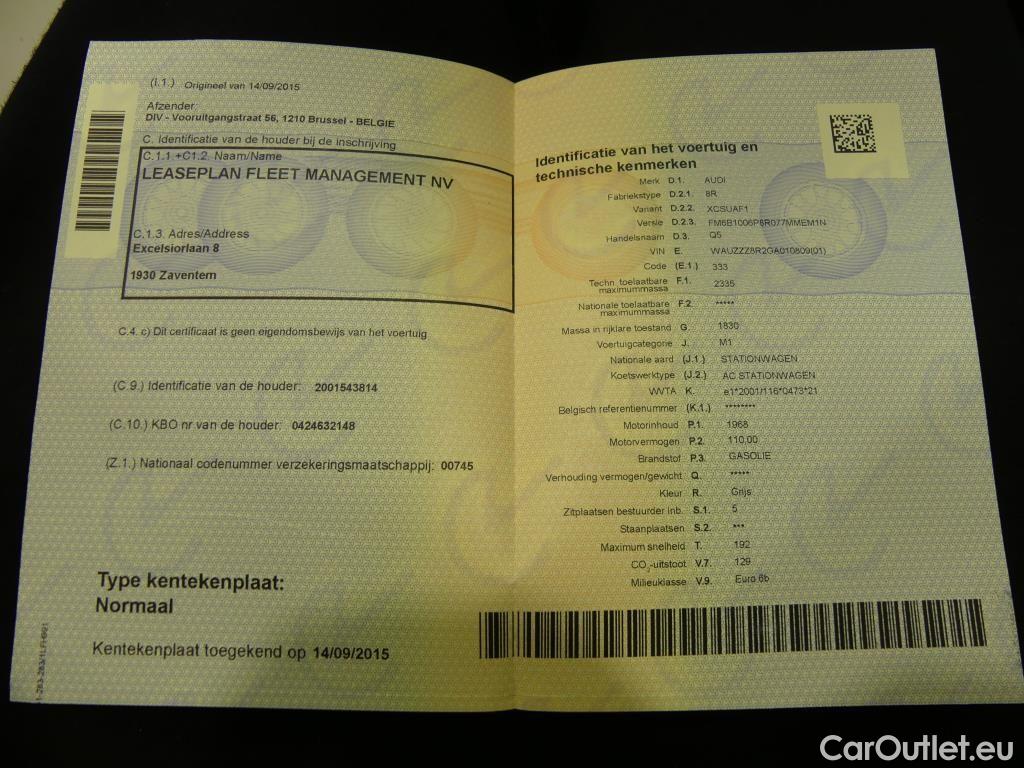 (I.1.) Origineel van 14/09/2015
Afzender:
DIV - Vooruitgangstraat 56, 1210 Brussel - BELGIE
C. Identificatie van de houder bij de inschrijving
C.1.1.+C1.2. Naam/Name
LEASEPLAN FLEET MANAGEMENT NV
C.1.3. Adres/Address
Excelsiorlaan 8
1930 Zaventem
C.4. c) Dit certificaat is geen eigendomsbewijs van het voertuig
(C.9.) Identificatie van de houder: 2001543814
(C.10.) KBO nr van de houder: 0424632148
(Z.1.) Nationaal codenummer verzekeringsmaatschappij: 00745
Type kentekenplaat:
Normaal
Kentekenplaat toegekend op 14/09/2015
Identificatie van het voertuig en
technische kenmerken
Merk D.1. AUDI
Fabriekstype D.2.1. 8R
Variant D.2.2. XCSUAF1
Versie D.2.3. FM6B1006P8R077MMEM1N
Handelsnaam D.3. Q5
VIN E. WAUZZZ8R2GA010809(01)
Code (E.1.) 333
Techn. toelaatbare maximummassa F.1. 2335
Nationale toelaatbare maximummassa F.2. *****
Massa in rijklare toestand G. 1830
Voertuigcategorie J. M1
Nationale aard (J.1.) STATIONWAGEN
Koetswerktype (J.2.) AC STATIONWAGEN
WVTA K. e1*2001/116*0473*21
Belgisch referentienummer (K.1.) ********
Motorinhoud P.1. 1968
Motorvermogen P.2. 110,00
Brandstof P.3. GASOLIE
Verhouding vermogen/gewicht Q. *****
Kleur R. Grijs
Zitplaatsen bestuurder inb. S.1. 5
Staanplaatsen S.2. ***
Maximum snelheid T. 192
CO2-uitstoot V.7. 129
Milieuklasse V.9. Euro 6b
CarOutlet.eu